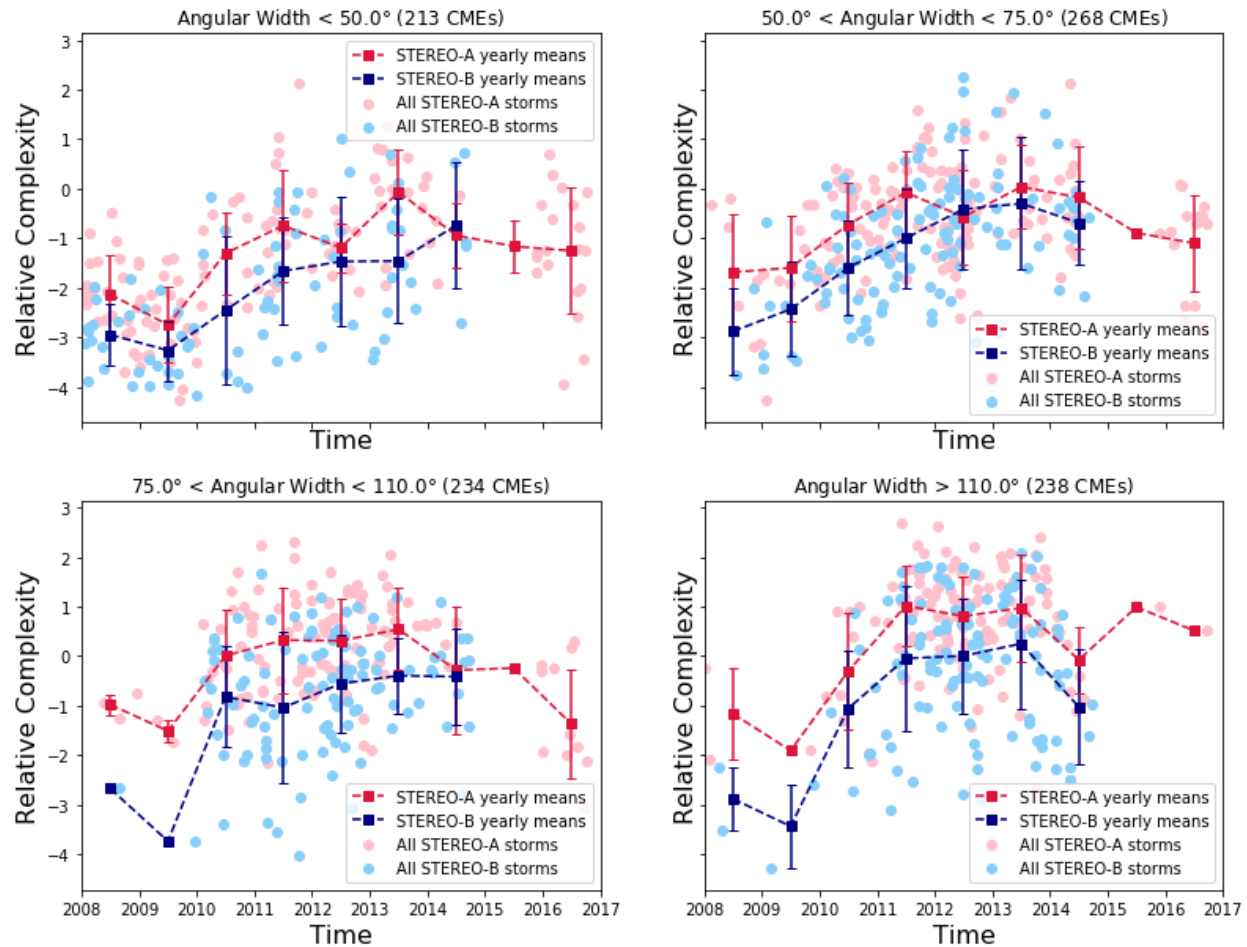 Angular Width < 50.0° (213 CMEs)
50.0° < Angular Width < 75.0° (268 CMEs)
Relative Complexity
3
2
1
0
−1
−2
−3
−4
STEREO-A yearly means
STEREO-B yearly means
All STEREO-A storms
All STEREO-B storms
Time
Relative Complexity
STEREO-A yearly means
STEREO-B yearly means
All STEREO-A storms
All STEREO-B storms
Time
75.0° < Angular Width < 110.0° (234 CMEs)
Angular Width > 110.0° (238 CMEs)
Relative Complexity
3
2
1
0
−1
−2
−3
−4
STEREO-A yearly means
STEREO-B yearly means
All STEREO-A storms
All STEREO-B storms
2008 2009 2010 2011 2012 2013 2014 2015 2016 2017
Time
Relative Complexity
STEREO-A yearly means
STEREO-B yearly means
All STEREO-A storms
All STEREO-B storms
2008 2009 2010 2011 2012 2013 2014 2015 2016 2017
Time